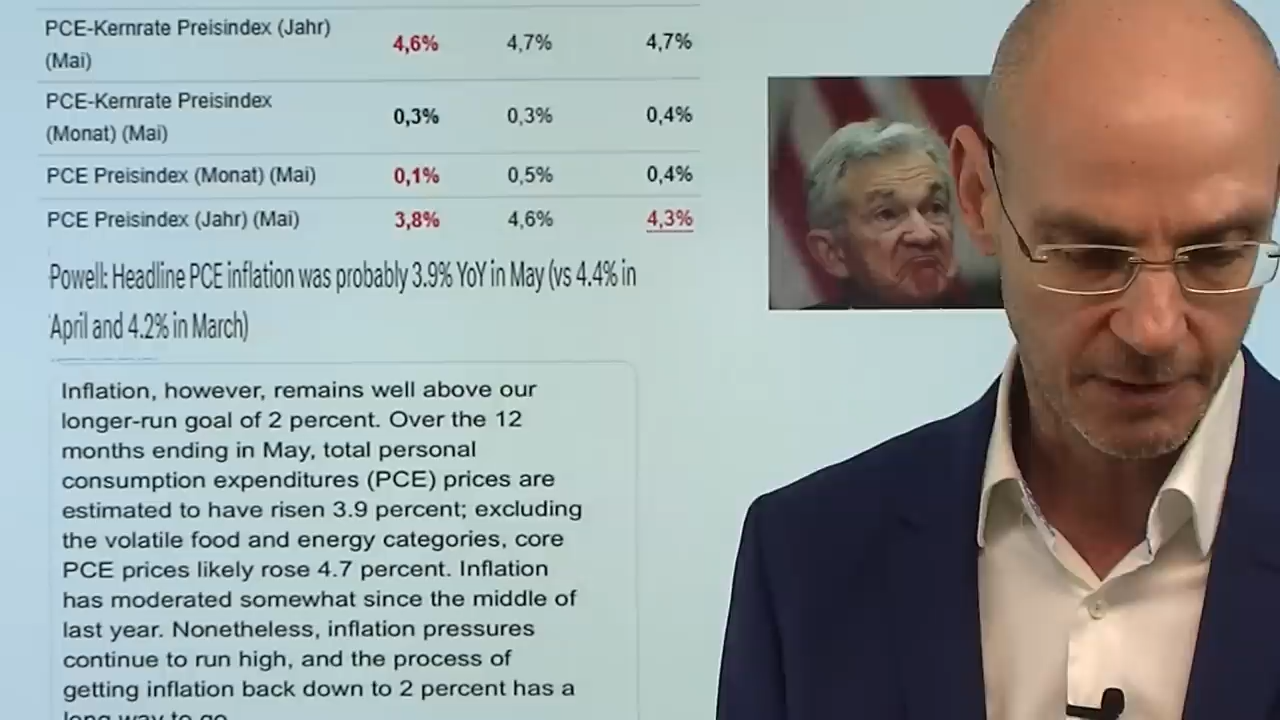 PCE-Kernrate Preisindex (Jahr)
(Mai)
4,6% 4,7% 4,7%
PCE-Kernrate Preisindex
(Monat) (Mai)
0,3% 0,3% 0,4%
PCE Preisindex (Monat) (Mai) 0,1% 0,5% 0,4%
PCE Preisindex (Jahr) (Mai) 3,8% 4,6% 4,3%
Powell: Headline PCE inflation was probably 3.9% YoY in May (vs 4.4% in
April and 4.2% in March)
Inflation, however, remains well above our
longer-run goal of 2 percent. Over the 12
months ending in May, total personal
consumption expenditures (PCE) prices are
estimated to have risen 3.9 percent; excluding
the volatile food and energy categories, core
PCE prices likely rose 4.7 percent. Inflation
has moderated somewhat since the middle of
last year. Nonetheless, inflation pressures
continue to run high, and the process of
getting inflation back down to 2 percent has a
long way to go.